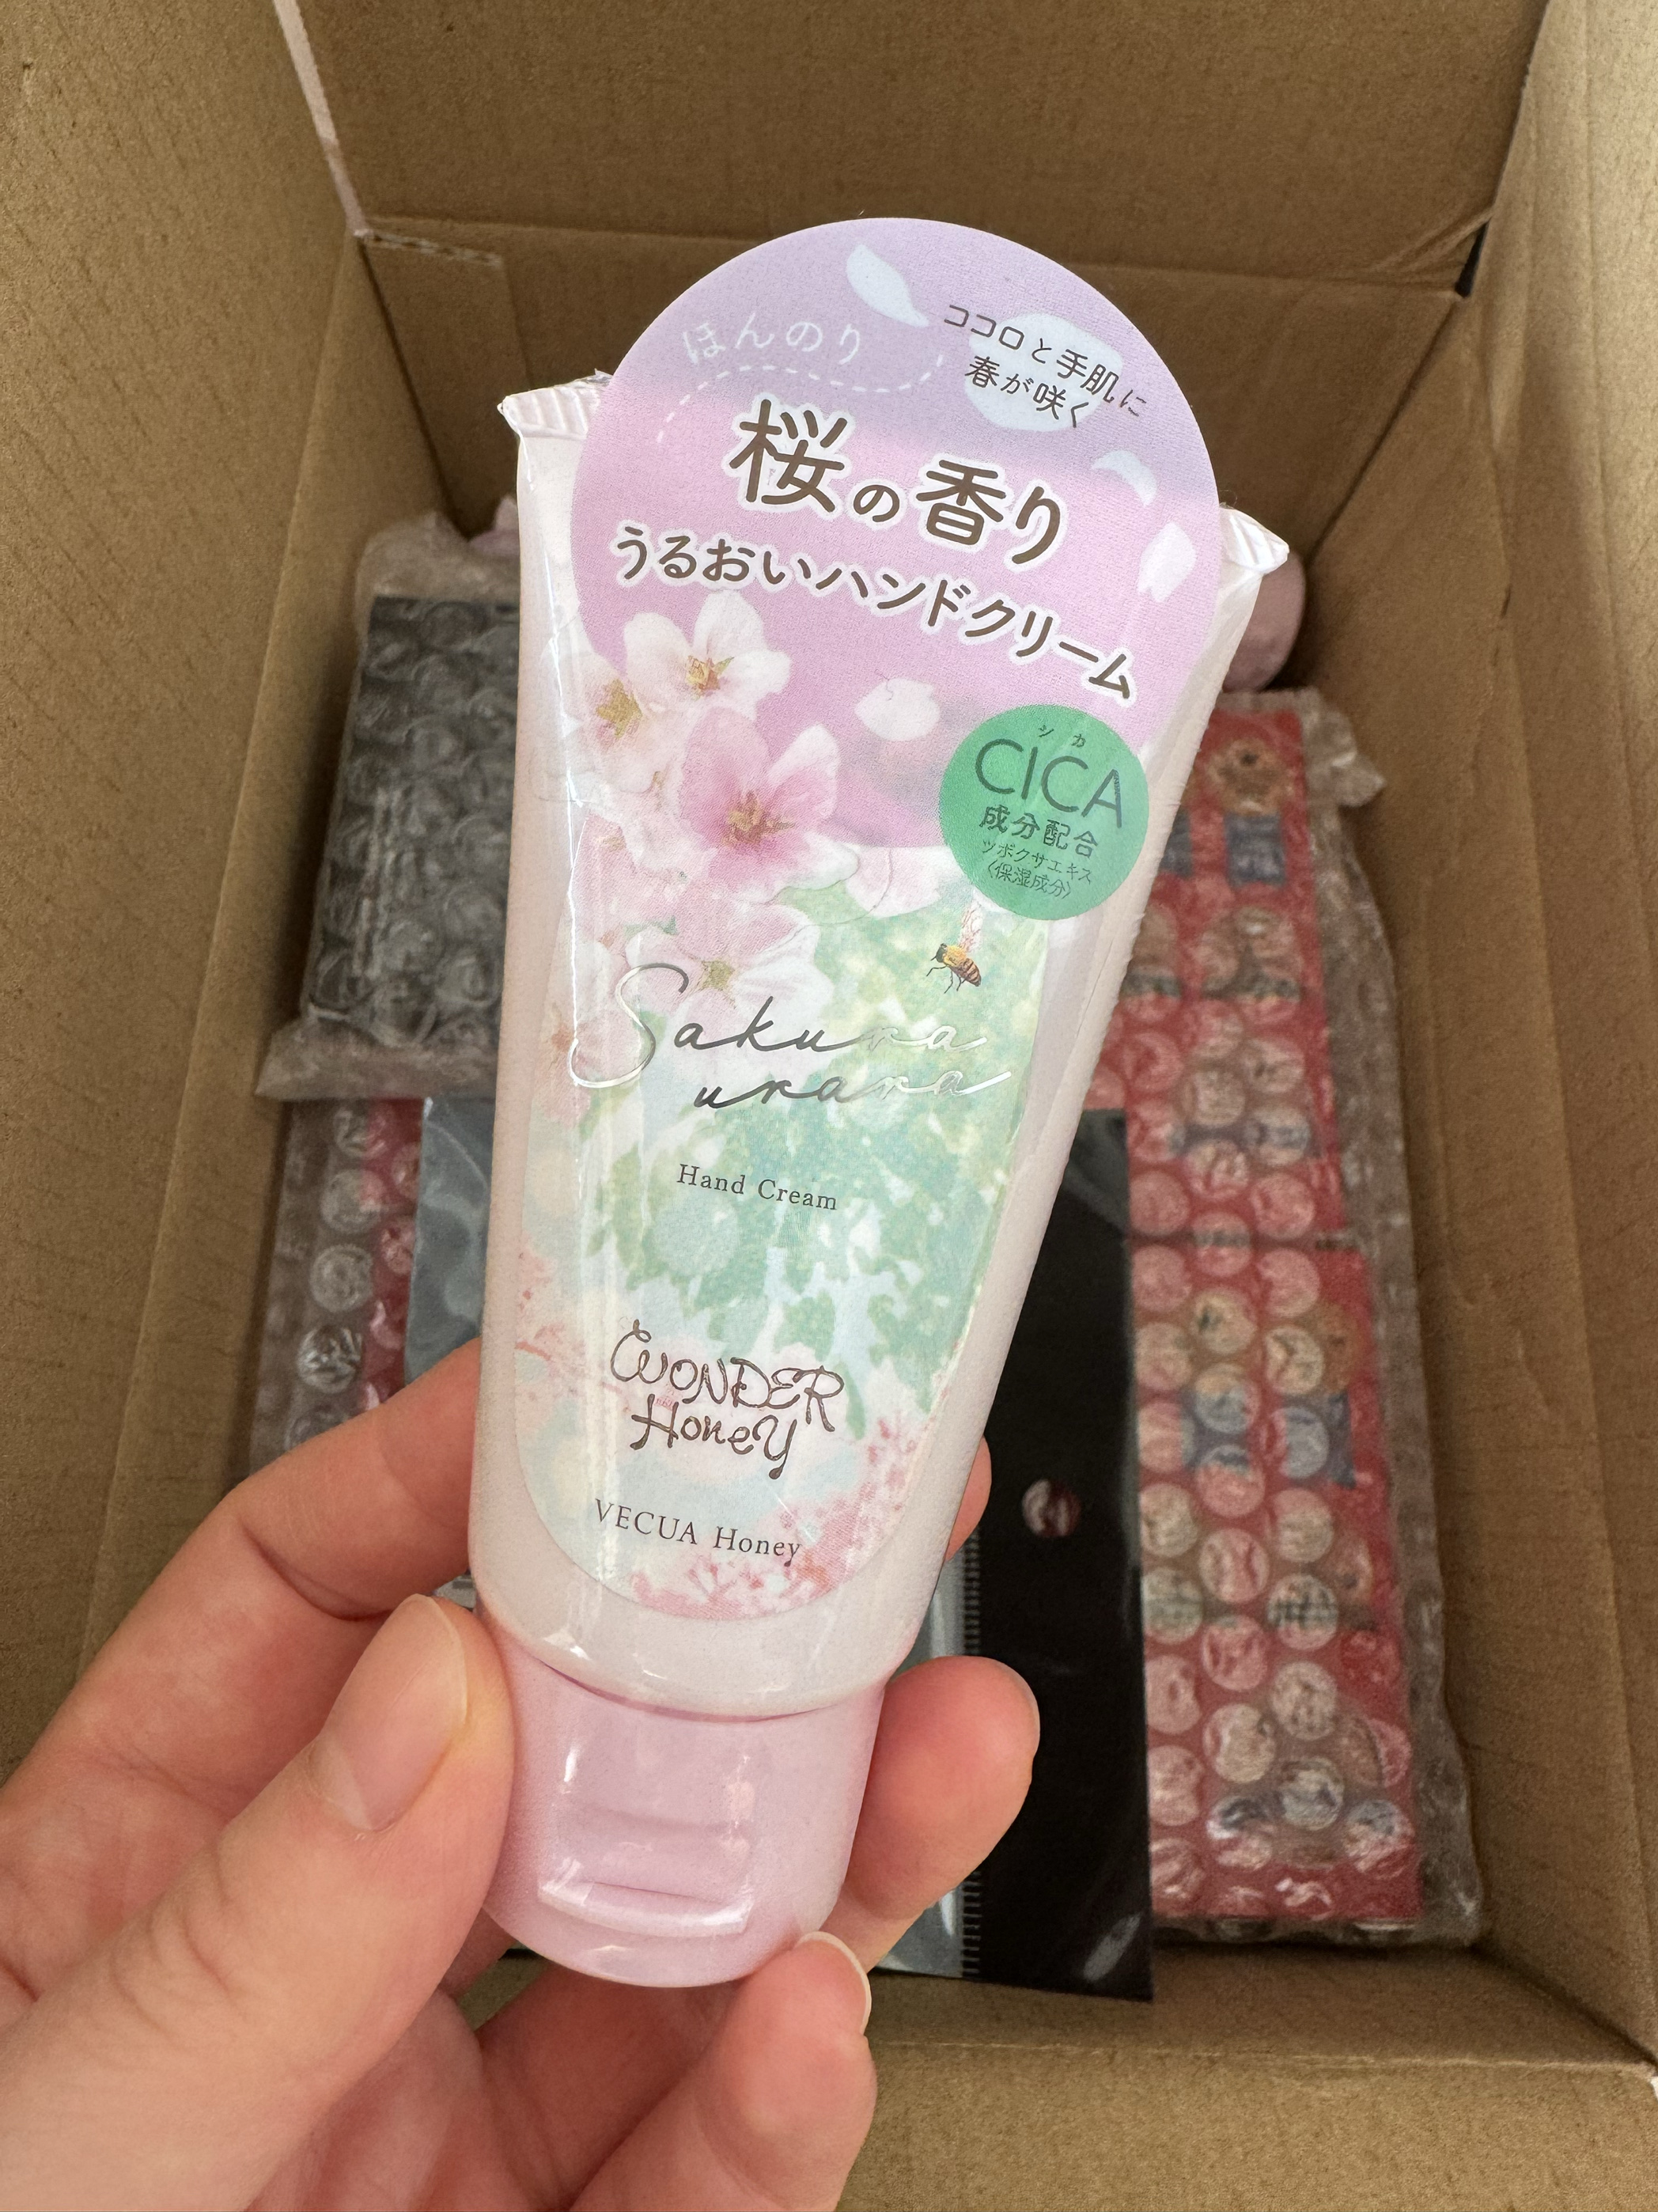 ほんのり
ココロと手肌に
春が咲く
桜の香り
うるおいハンドクリーム
シカ
CICA
成分配合
ツボクサエキス
〈保湿成分〉
Sakura
urara
Hand Cream
WONDER
Honey
VECUA Honey